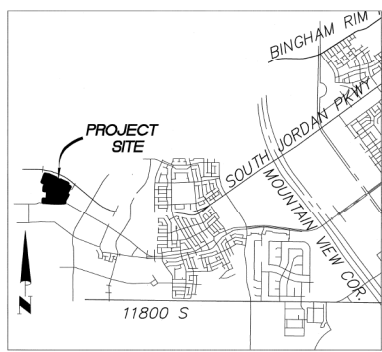 BINGHAM RIM
PROJECT
SITE
SOUTH JORDAN PKWY
MOUNTAIN VIEW COR.
N
11800 S